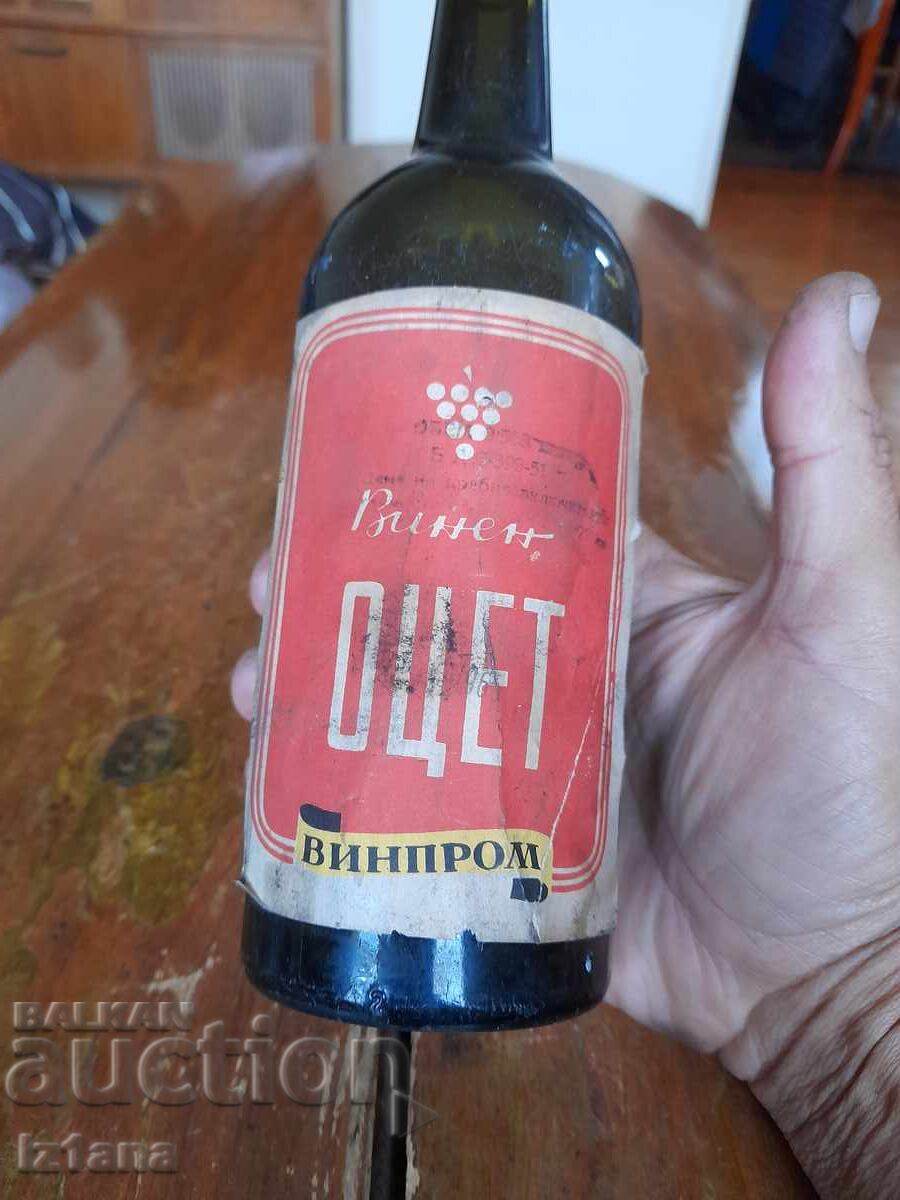 Винен
ОЦЕТ
ВИНПРОМ
BALKAN
auction
iz1ana